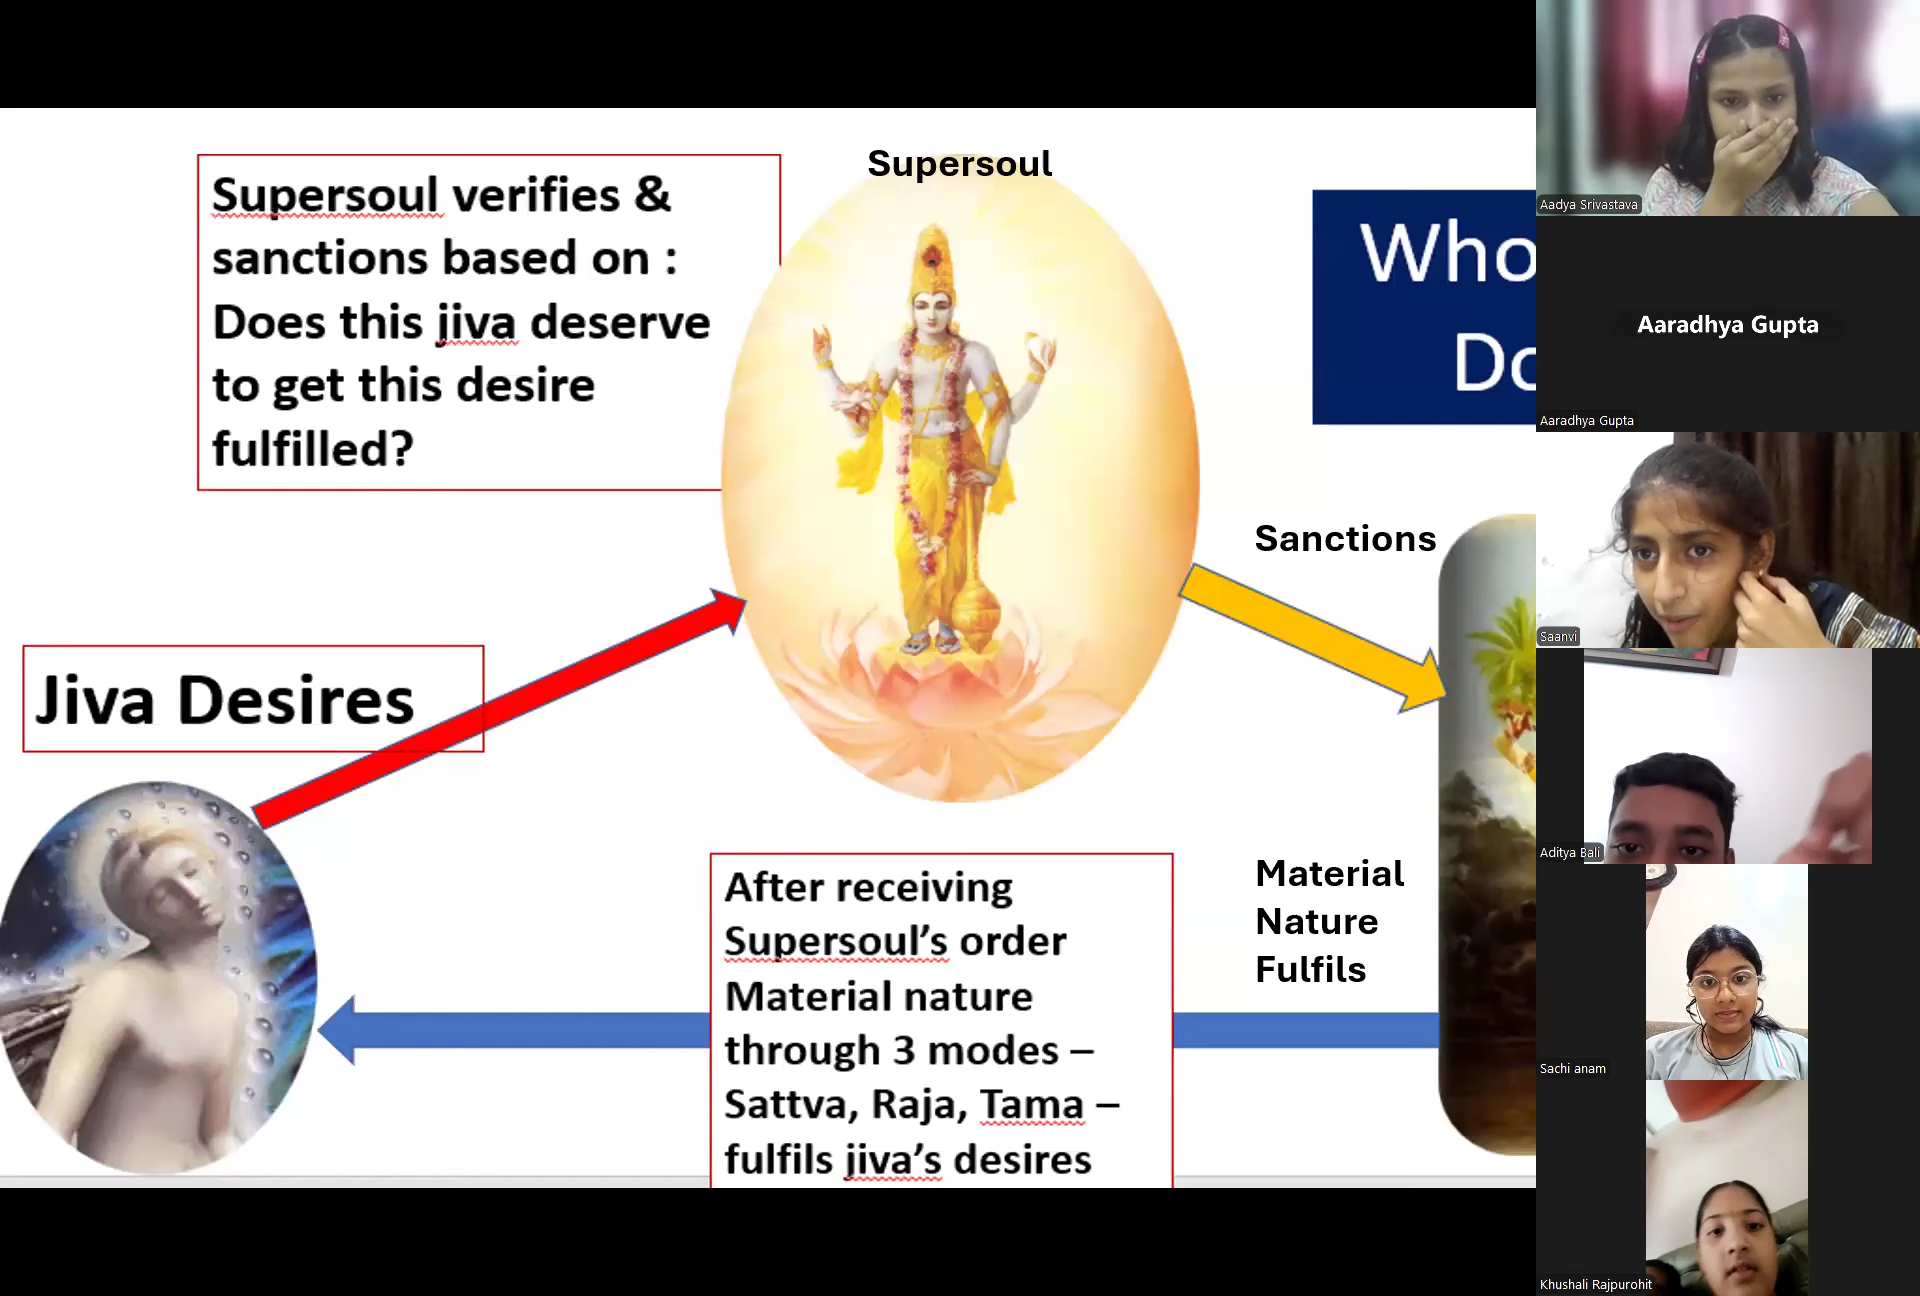 Supersoul verifies &
sanctions based on :
Does this jiva deserve
to get this desire
fulfilled?
Supersoul
Who
Do
Sanctions
Jiva Desires
Material
Nature
Fulfils
After receiving
Supersoul's order
Material nature
through 3 modes –
Sattva, Raja, Tama –
fulfils jiva's desires
Aadya Srivastava
Aaradhya Gupta
Aaradhya Gupta
Saanvi
Aditya Bali
Sachi anam
Khushali Rajpurohit